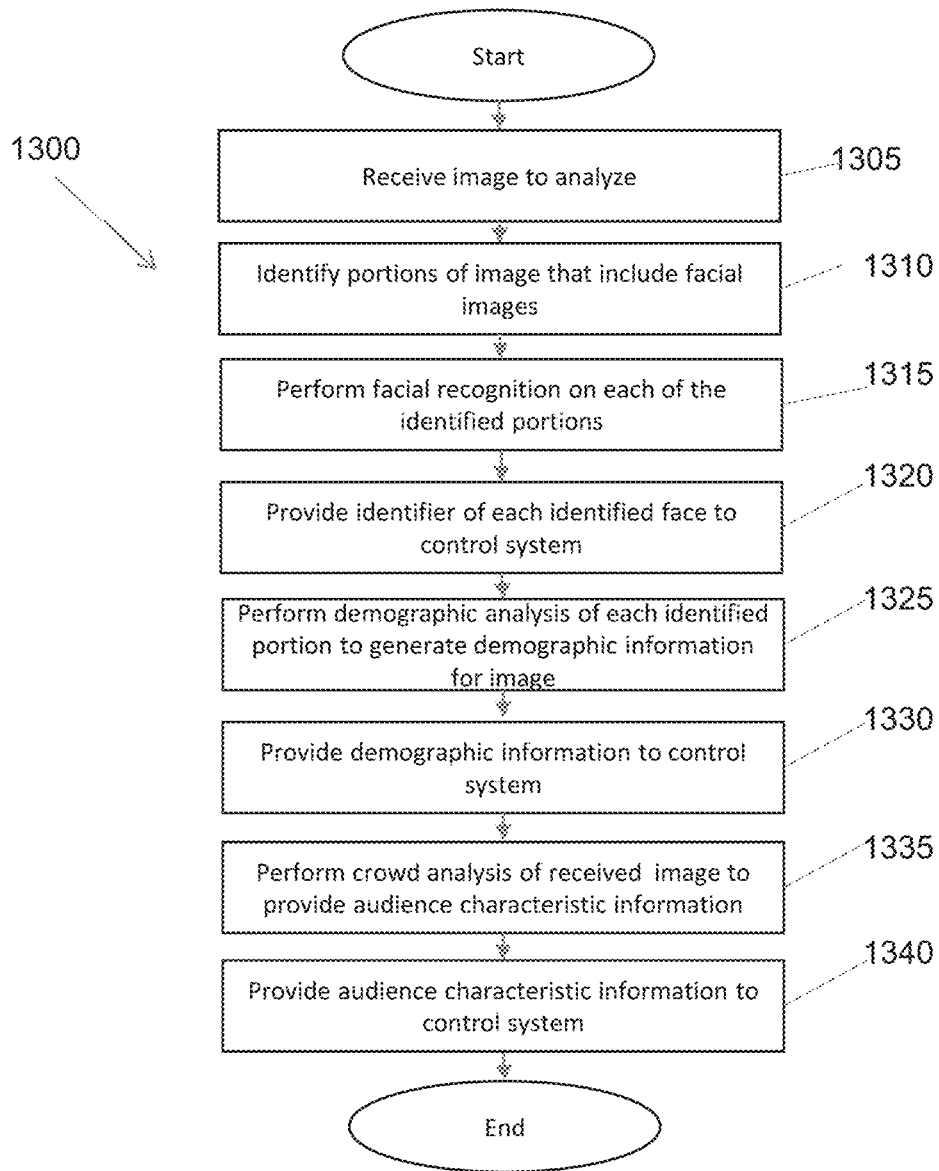 Start
1300
Receive image to analyze
1305
Identify portions of image that include facial
images
1310
Perform facial recognition on each of the
identified portions
1315
Provide identifier of each identified face to
control system
1320
Perform demographic analysis of each identified
portion to generate demographic information
for image
1325
Provide demographic information to control
system
1330
Perform crowd analysis of received image to
provide audience characteristic information
1335
Provide audience characteristic information to
control system
1340
End